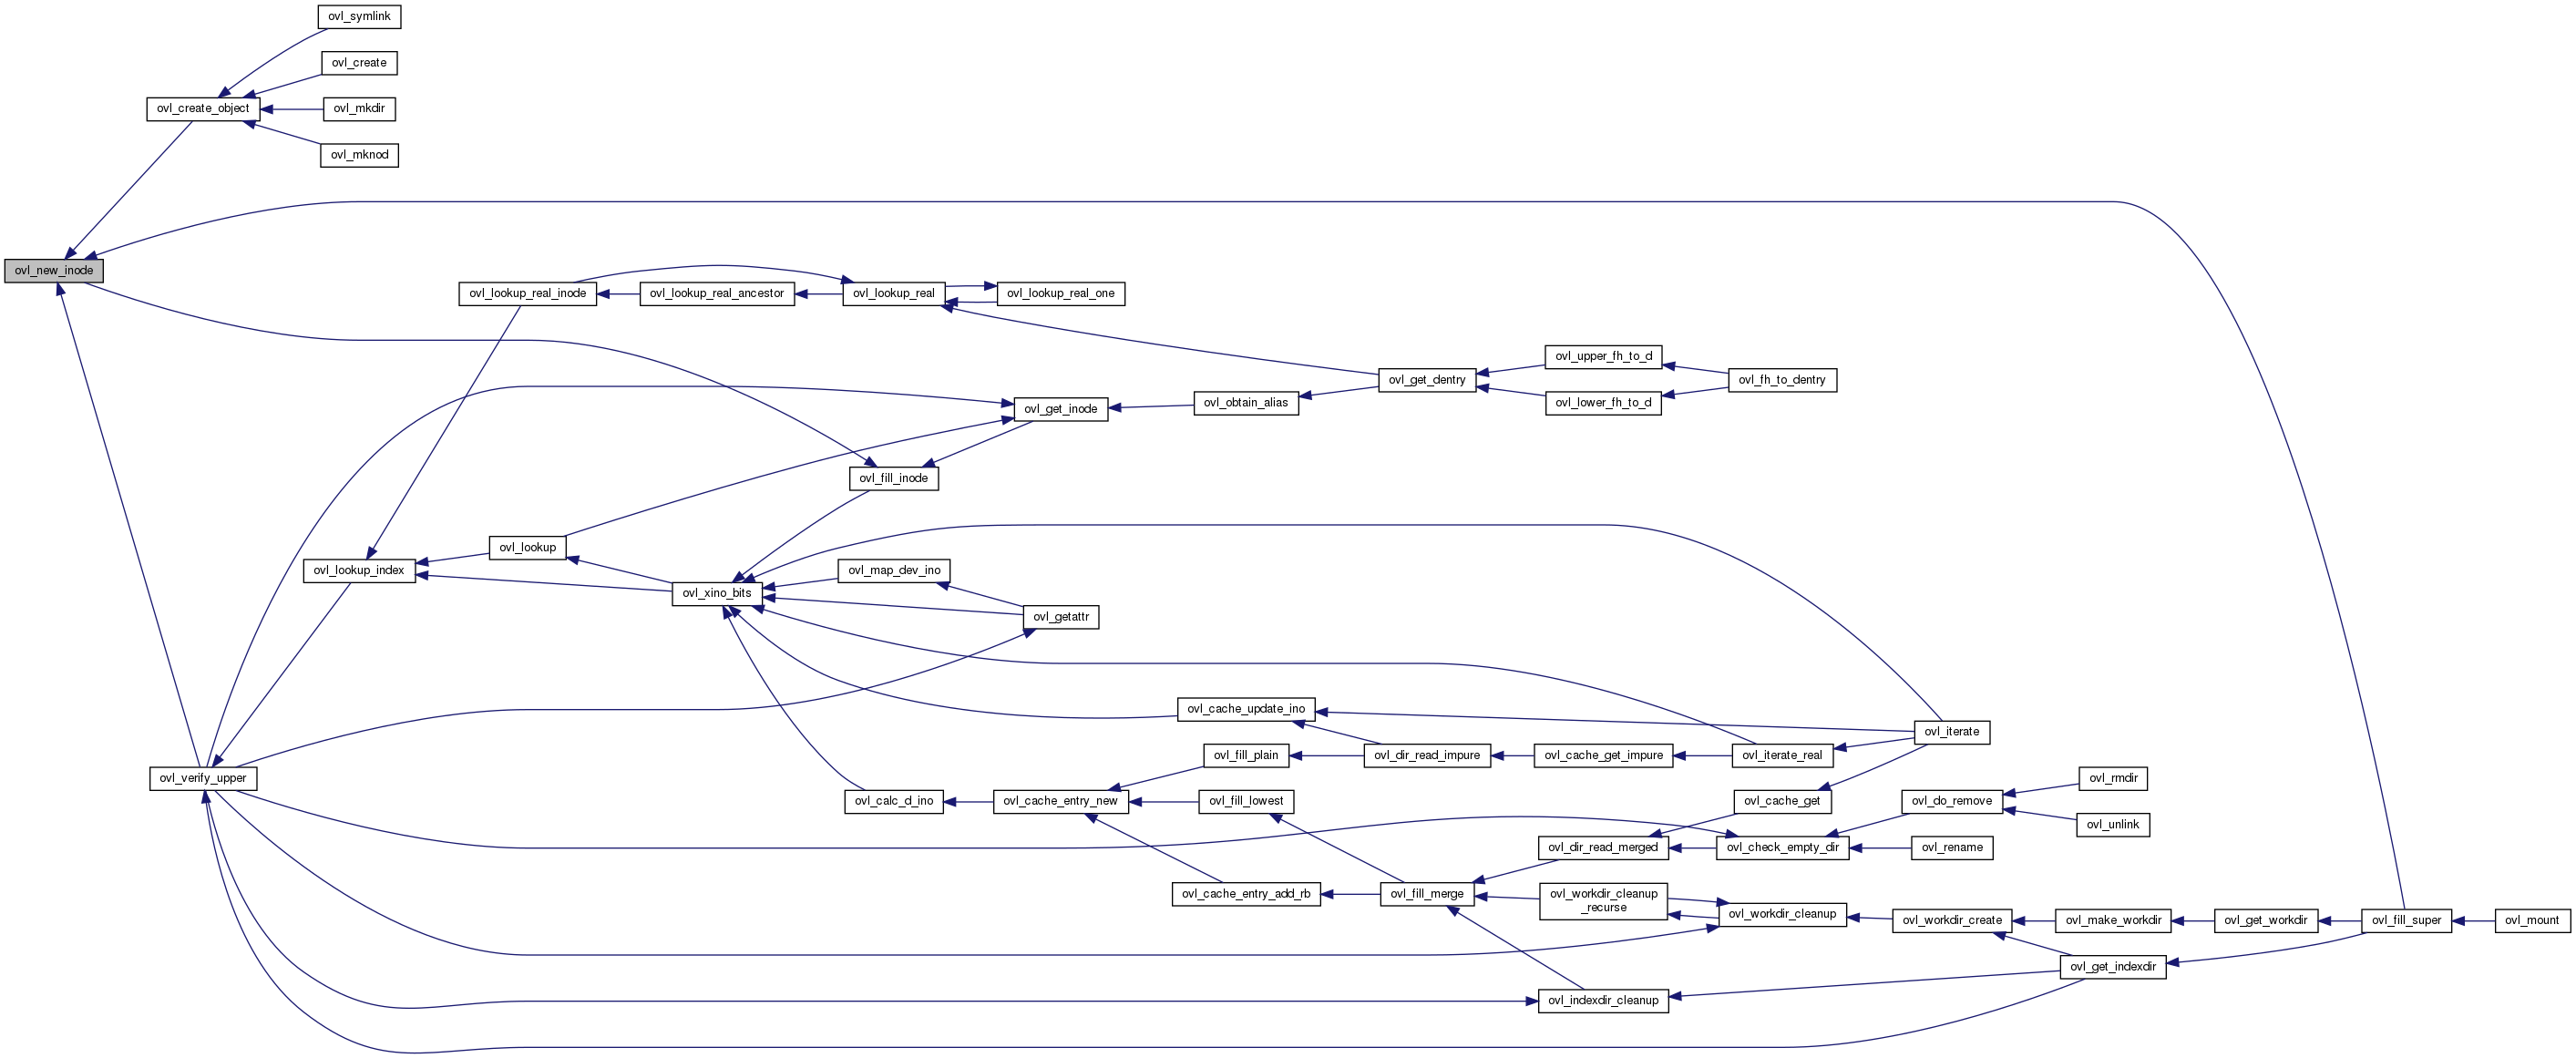 ovl_symlink
ovl_create
ovl_create_object
ovl_mkdir
ovl_mknod
ovl_new_inode
ovl_lookup_real_inode
ovl_lookup_real_ancestor
ovl_lookup_real
ovl_lookup_real_one
ovl_upper_fh_to_d
ovl_get_dentry
ovl_fh_to_dentry
ovl_lower_fh_to_d
ovl_get_inode
ovl_obtain_alias
ovl_fill_inode
ovl_lookup
ovl_lookup_index
ovl_map_dev_ino
ovl_xino_bits
ovl_getattr
ovl_cache_update_ino
ovl_iterate
ovl_fill_plain
ovl_dir_read_impure
ovl_cache_get_impure
ovl_iterate_real
ovl_verify_upper
ovl_rmdir
ovl_calc_d_ino
ovl_cache_entry_new
ovl_fill_lowest
ovl_cache_get
ovl_do_remove
ovl_unlink
ovl_dir_read_merged
ovl_check_empty_dir
ovl_rename
ovl_cache_entry_add_rb
ovl_fill_merge
ovl_workdir_cleanup
_recurse
ovl_workdir_cleanup
ovl_workdir_create
ovl_make_workdir
ovl_get_workdir
ovl_fill_super
ovl_mount
ovl_get_indexdir
ovl_indexdir_cleanup